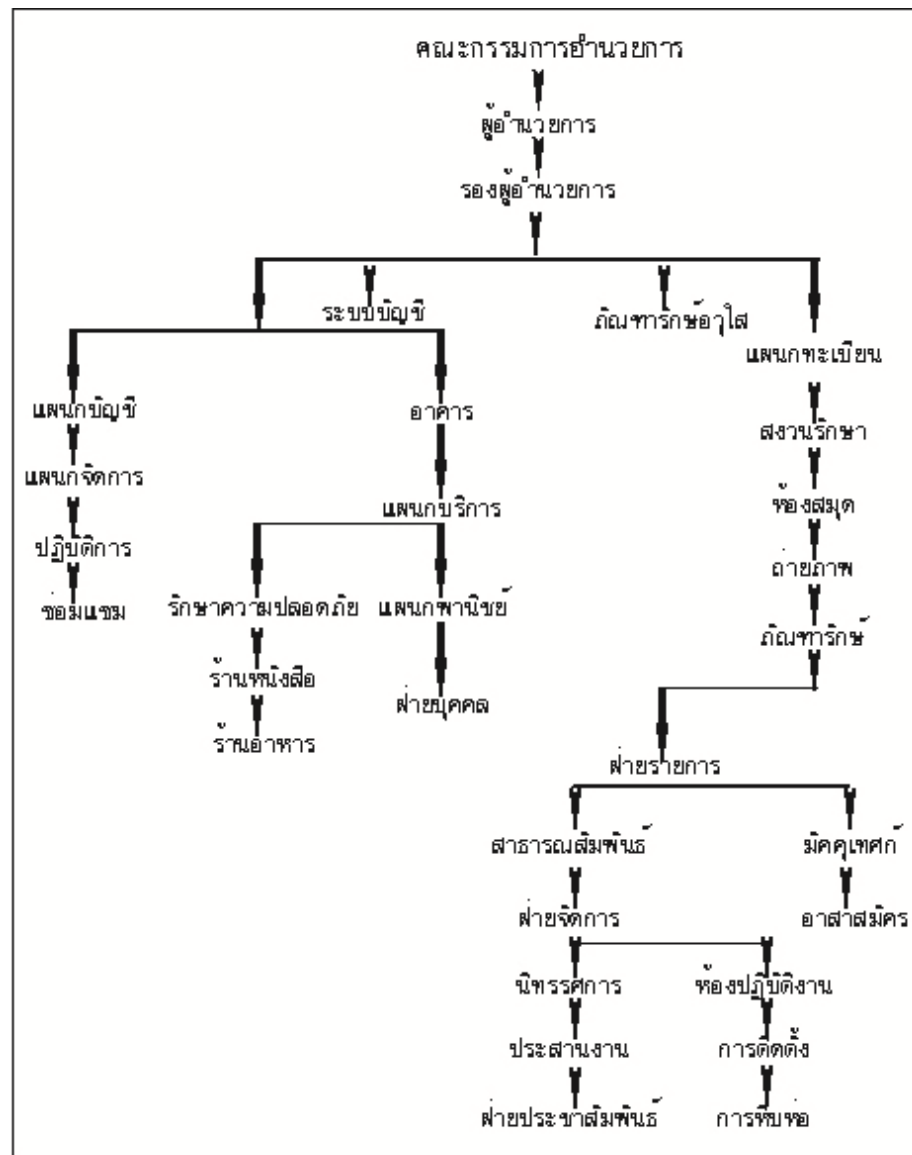 คณะกรรมการอำนวยการ
ผู้อำนวยการ
รองผู้อำนวยการ
ระบบบัญชี
ภัณฑารักษ์อาวุโส
แผนกทะเบียน
แผนกบัญชี
อาคาร
สงวนรักษา
แผนกจัดการ
แผนกบริการ
ห้องสมุด
ปฏิบัติการ
ถ่ายภาพ
ซ่อมแซม
รักษาความปลอดภัย
แผนกพานิชย์
ภัณฑารักษ์
ร้านหนังสือ
ฝ่ายบุคคล
ร้านอาหาร
ฝ่ายรายการ
สาธารณสัมพันธ์
มัคคุเทศก์
ฝ่ายจัดการ
อาสาสมัคร
นิทรรศการ
ห้องปฏิบัติงาน
ประสานงาน
การติดตั้ง
ฝ่ายประชาสัมพันธ์
การหีบห่อ